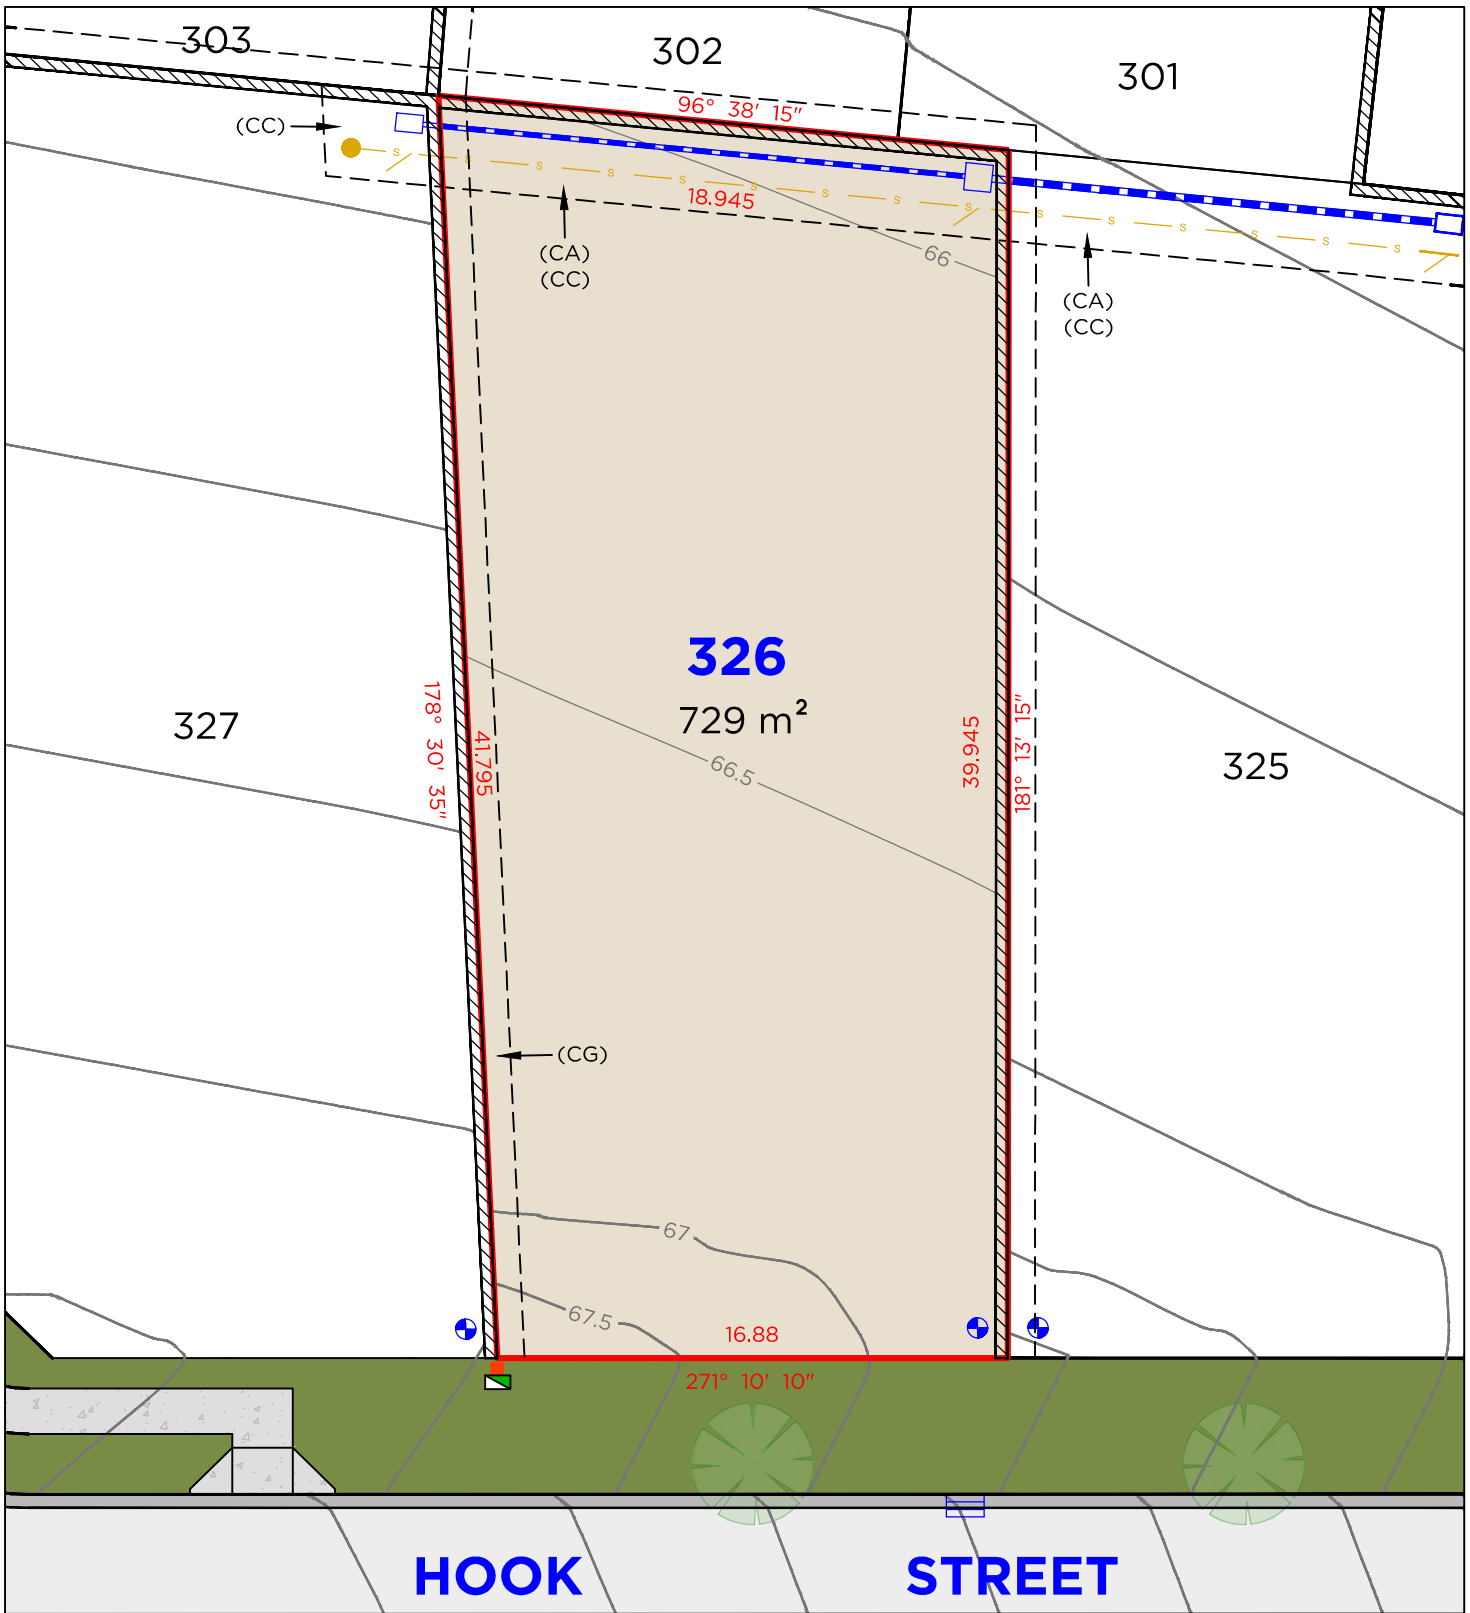 303
302
301
96° 38' 15"
(CC)
S S S S S S S S S S S S S S S
18.945
(CA)
(CC)
66
(CA)
(CC)
326
729 m²
327
178° 30' 35"
41.795
66.5
39.945
181° 13' 15"
325
(CG)
67
67.5
16.88
271° 10' 10"
HOOK STREET